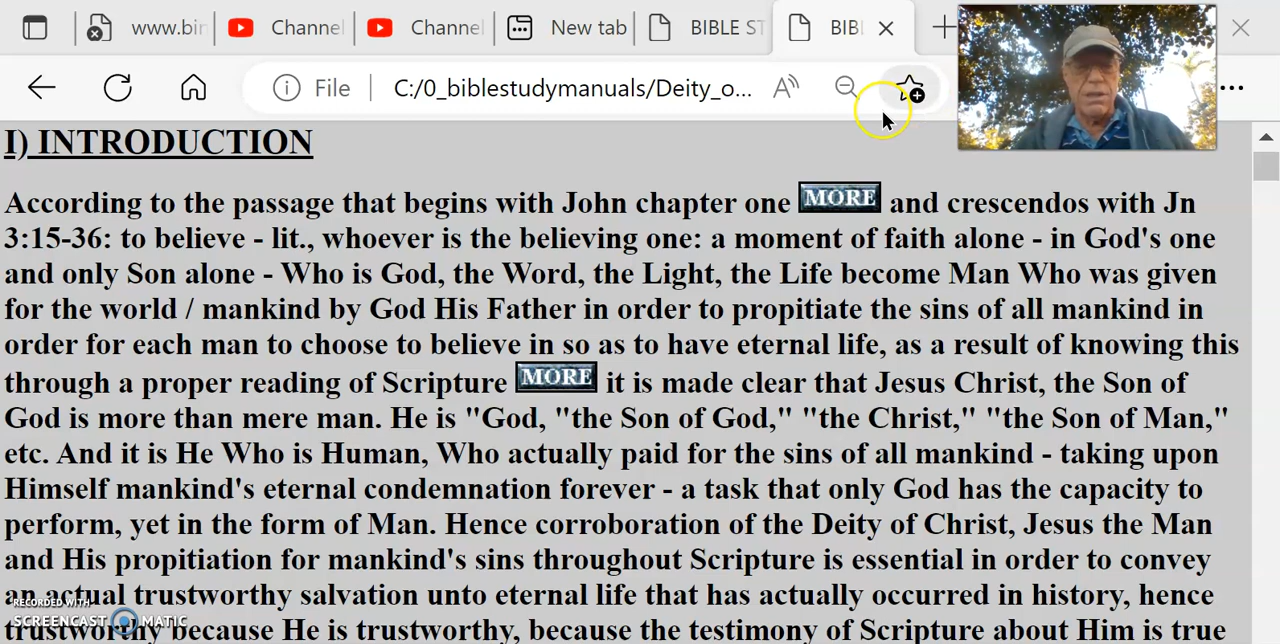 www.bin
Channel
Channel
New tab
BIBLE ST
BIBL
File
C:/0_biblestudymanuals/Deity_o...
I) INTRODUCTION
According to the passage that begins with John chapter one MORE and crescendos with Jn
3:15-36: to believe - lit., whoever is the believing one: a moment of faith alone - in God's one
and only Son alone - Who is God, the Word, the Light, the Life become Man Who was given
for the world / mankind by God His Father in order to propitiate the sins of all mankind in
order for each man to choose to believe in so as to have eternal life, as a result of knowing this
through a proper reading of Scripture MORE it is made clear that Jesus Christ, the Son of
God is more than mere man. He is "God, "the Son of God," "the Christ," "the Son of Man,"
etc. And it is He Who is Human, Who actually paid for the sins of all mankind - taking upon
Himself mankind's eternal condemnation forever - a task that only God has the capacity to
perform, yet in the form of Man. Hence corroboration of the Deity of Christ, Jesus the Man
and His propitiation for mankind's sins throughout Scripture is essential in order to convey
an actual trustworthy salvation unto eternal life that has actually occurred in history, hence
trustworthy because He is trustworthy, because the testimony of Scripture about Him is true
RECORDED WITH
SCREENCAST MATIC